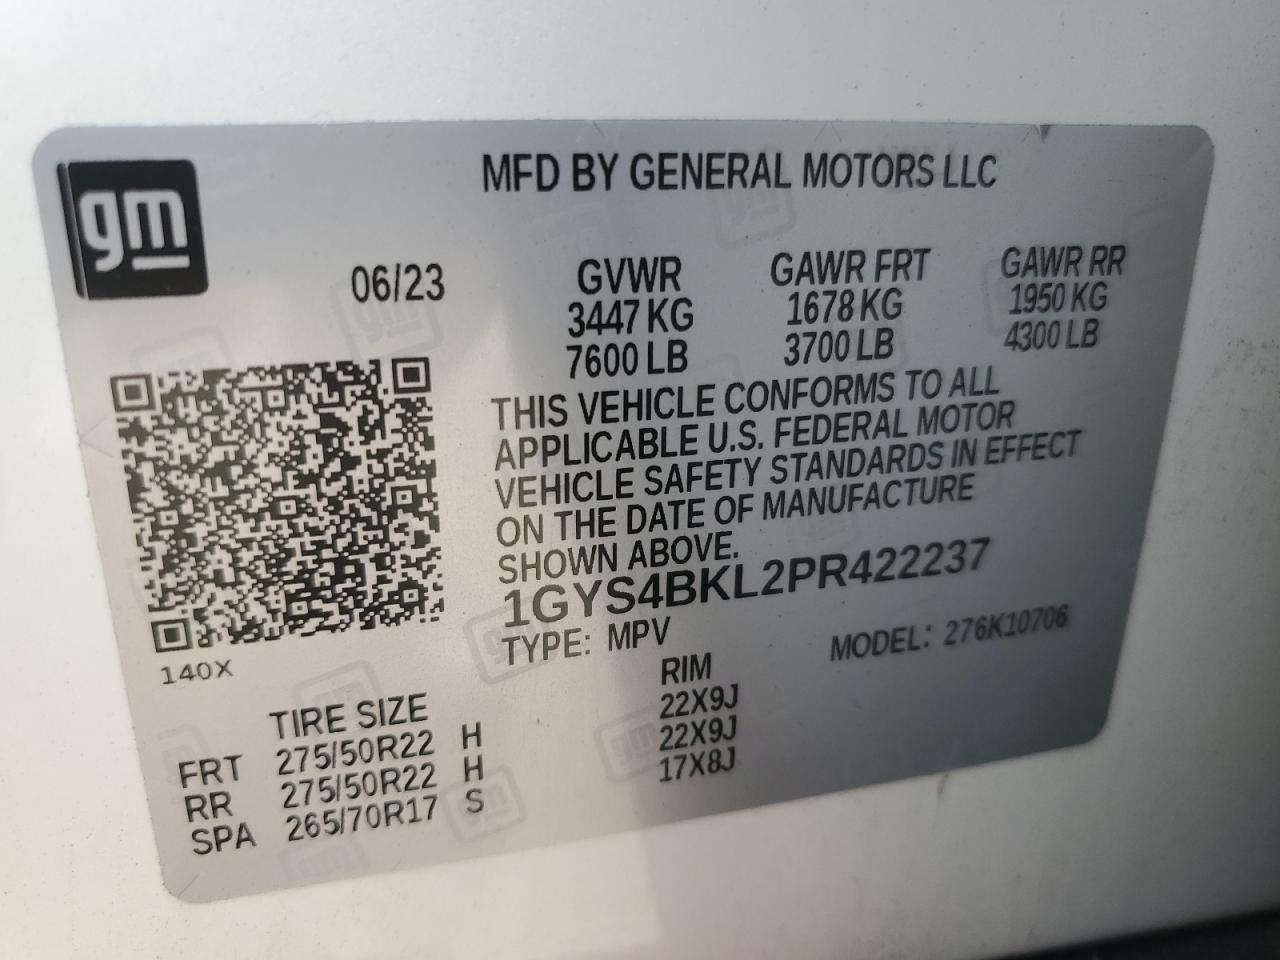 gm
MFD BY GENERAL MOTORS LLC
06/23 GVWR GAWR FRT GAWR RR
3447 KG 1678 KG 1950 KG
7600 LB 3700 LB 4300 LB
THIS VEHICLE CONFORMS TO ALL
APPLICABLE U.S. FEDERAL MOTOR
VEHICLE SAFETY STANDARDS IN EFFECT
ON THE DATE OF MANUFACTURE
SHOWN ABOVE.
1GYS4BKL2PR422237
TYPE: MPV MODEL: 276K10706
140X
TIRE SIZE RIM
FRT 275/50R22 H 22X9J
RR 275/50R22 H 22X9J
SPA 265/70R17 S 17X8J